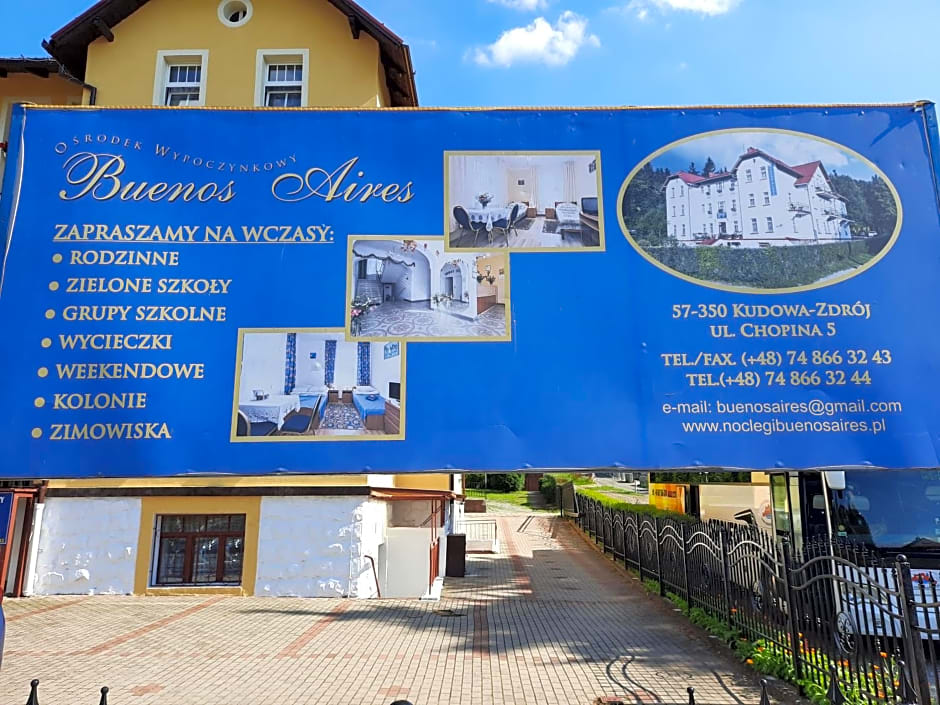 Ośrodek Wypoczynkowy
Buenos Aires
ZAPRASZAMY NA WCZASY:
• RODZINNE
• ZIELONE SZKOŁY
• GRUPY SZKOLNE
• WYCIECZKI
• WEEKENDOWE
• KOLONIE
• ZIMOWISKA
57-350 Kudowa-Zdrój
ul. Chopina 5
tel./fax. (+48) 74 866 32 43
tel.(+48) 74 866 32 44
e-mail: buenosaires@gmail.com
www.noclegibuenosaires.pl